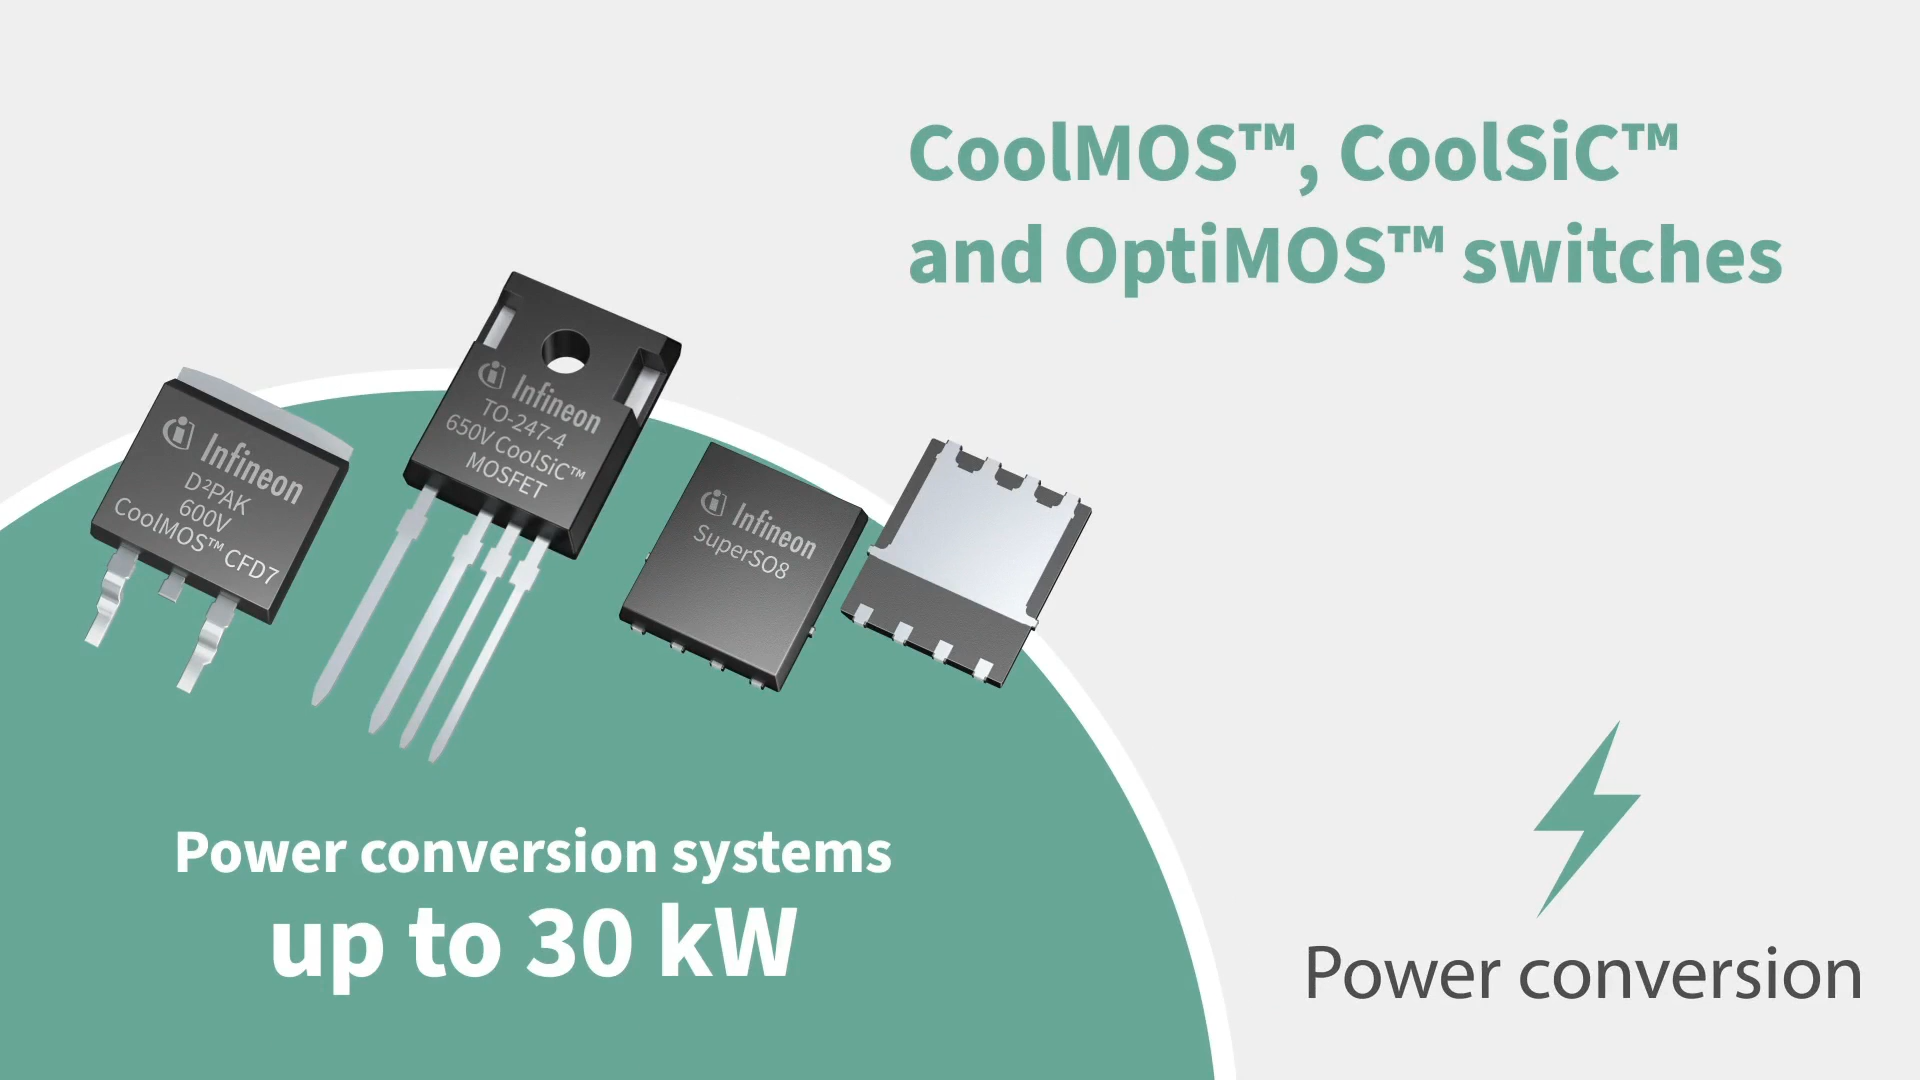 CoolMOS™, CoolSiC™
and OptiMOS™ switches
Infineon
D²PAK
600V
CoolMOS™ CFD7
Infineon
TO-247-4
650V CoolSiC™
MOSFET
Infineon
SuperSO8
Power conversion systems
up to 30 kW
Power conversion